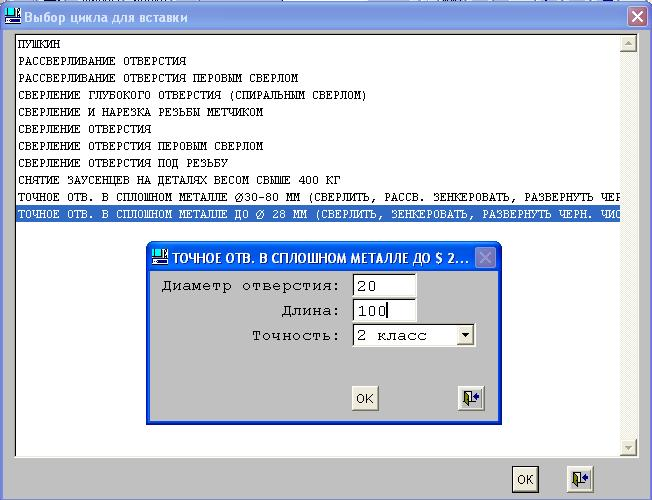 Выбор цикла для вставки
ПУШКИН
РАССВЕРЛИВАНИЕ ОТВЕРСТИЯ
РАССВЕРЛИВАНИЕ ОТВЕРСТИЯ ПЕРОВЫМ СВЕРЛОМ
СВЕРЛЕНИЕ ГЛУБОКОГО ОТВЕРСТИЯ (СПИРАЛЬНЫМ СВЕРЛОМ)
СВЕРЛЕНИЕ И НАРЕЗКА РЕЗЬБЫ МЕТЧИКОМ
СВЕРЛЕНИЕ ОТВЕРСТИЯ
СВЕРЛЕНИЕ ОТВЕРСТИЯ ПЕРОВЫМ СВЕРЛОМ
СВЕРЛЕНИЕ ОТВЕРСТИЯ ПОД РЕЗЬБУ
СНЯТИЕ ЗАУСЕНЦЕВ НА ДЕТАЛЯХ ВЕСОМ СВЫШЕ 400 КГ
ТОЧНОЕ ОТВ. В СПЛОШНОМ МЕТАЛЛЕ Ø30-80 ММ (СВЕРЛИТЬ, РАССВ. ЗЕНКЕРОВАТЬ, РАЗВЕРНУТЬ ЧЕР
ТОЧНОЕ ОТВ. В СПЛОШНОМ МЕТАЛЛЕ ДО Ø 28 ММ (СВЕРЛИТЬ, ЗЕНКЕРОВАТЬ, РАЗВЕРНУТЬ ЧЕРН. ЧИС
ТОЧНОЕ ОТВ. В СПЛОШНОМ МЕТАЛЛЕ ДО $ 2...
Диаметр отверстия: 20
Длина: 100
Точность: 2 класс
OK
OK